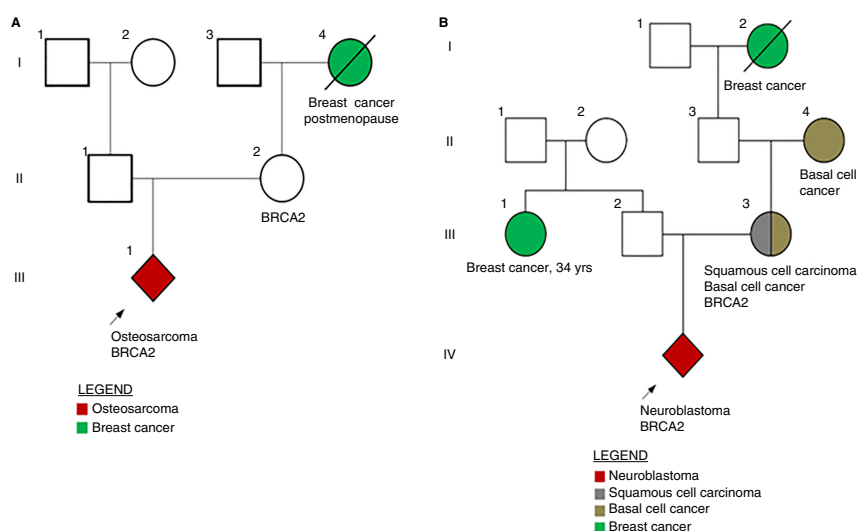 A
1
2
3
4
I
Breast cancer
postmenopause
1
2
II
BRCA2
1
III
Osteosarcoma
BRCA2
LEGEND
Osteosarcoma
Breast cancer
B
1
2
I
Breast cancer
1
2
3
4
II
Basal cell
cancer
1
2
3
III
Breast cancer, 34 yrs
Squamous cell carcinoma
Basal cell cancer
BRCA2
IV
Neuroblastoma
BRCA2
LEGEND
Neuroblastoma
Squamous cell carcinoma
Basal cell cancer
Breast cancer